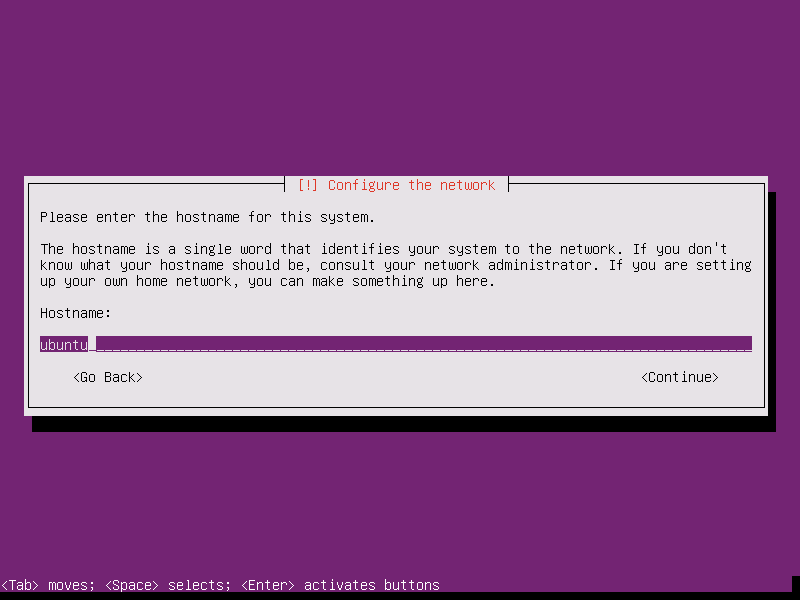 [!] Configure the network
Please enter the hostname for this system.
The hostname is a single word that identifies your system to the network. If you don't
know what your hostname should be, consult your network administrator. If you are setting
up your own home network, you can make something up here.
Hostname:
ubuntu
<Go Back> <Continue>
<Tab> moves; <Space> selects; <Enter> activates buttons